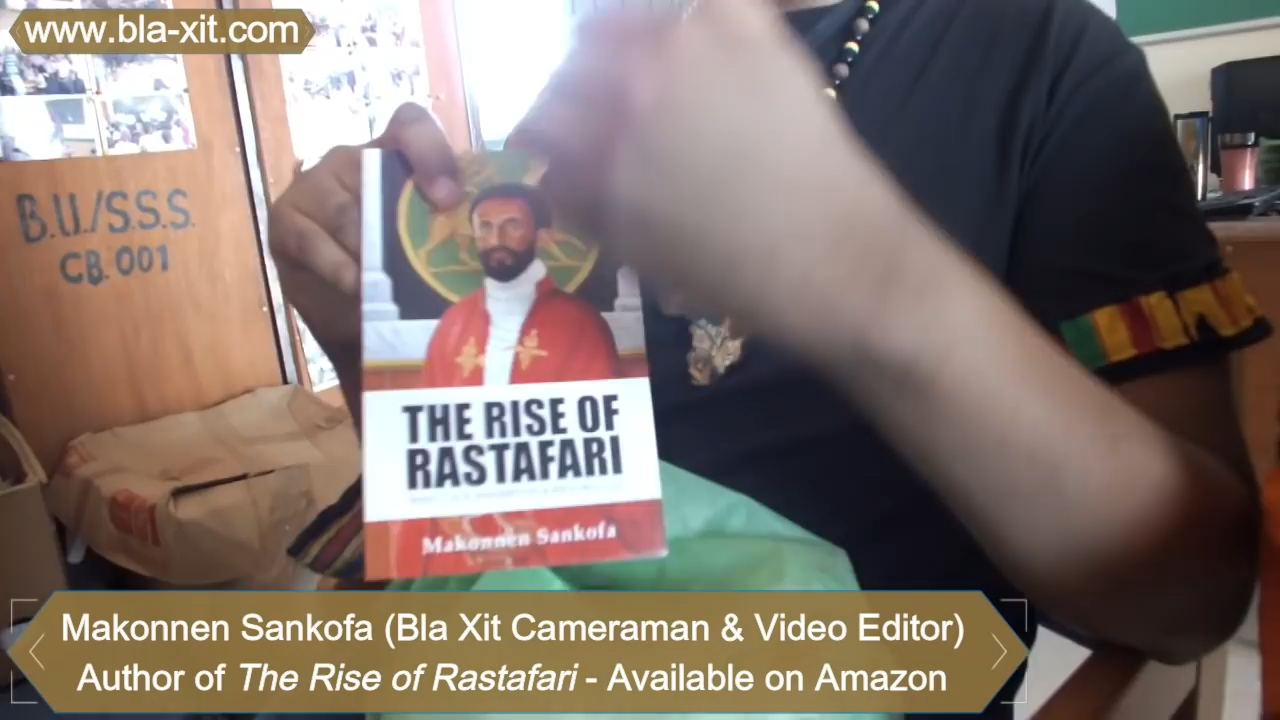 www.bla-xit.com
B.U./S.S.S.
CB. 001
THE RISE OF
RASTAFARI
Makonnen Sankofa
Makonnen Sankofa (Bla Xit Cameraman & Video Editor)
Author of The Rise of Rastafari - Available on Amazon